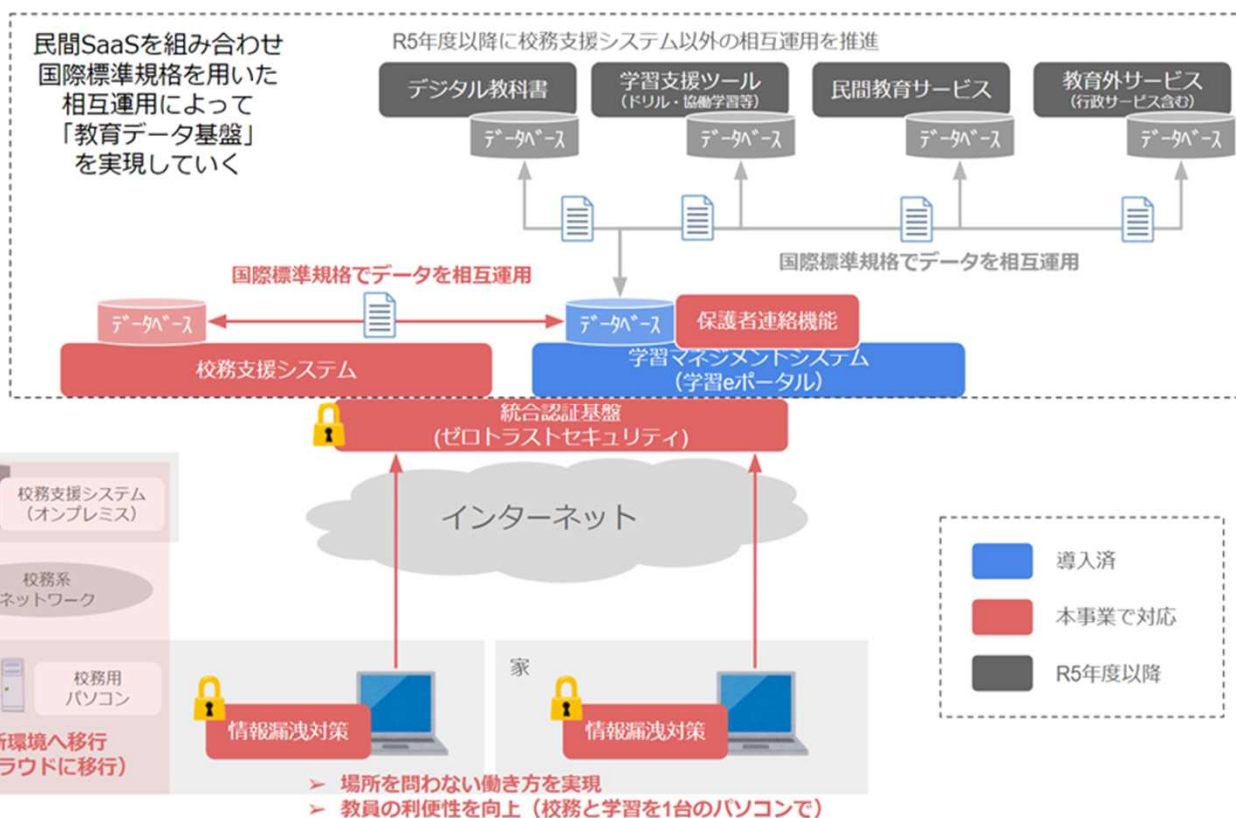 民間SaaSを組み合わせ
国際標準規格を用いた
相互運用によって
「教育データ基盤」
を実現していく
R5年度以降に校務支援システム以外の相互運用を推進
デジタル教科書
学習支援ツール
（ドリル・協働学習等）
民間教育サービス
教育外サービス
（行政サービス含む）
ﾃﾞｰﾀﾍﾞｰｽ
ﾃﾞｰﾀﾍﾞｰｽ
ﾃﾞｰﾀﾍﾞｰｽ
ﾃﾞｰﾀﾍﾞｰｽ
国際標準規格でデータを相互運用
国際標準規格でデータを相互運用
ﾃﾞｰﾀﾍﾞｰｽ
ﾃﾞｰﾀﾍﾞｰｽ
保護者連絡機能
校務支援システム
学習マネジメントシステム
（学習eポータル）
統合認証基盤
(ゼロトラストセキュリティ)
インターネット
校務支援システム
（オンプレミス）
校務系
ネットワーク
校務用
パソコン
環境へ移行
ラウドに移行）
情報漏洩対策
家
情報漏洩対策
➢ 場所を問わない働き方を実現
➢ 教員の利便性を向上（校務と学習を1台のパソコンで）
導入済
本事業で対応
R5年度以降